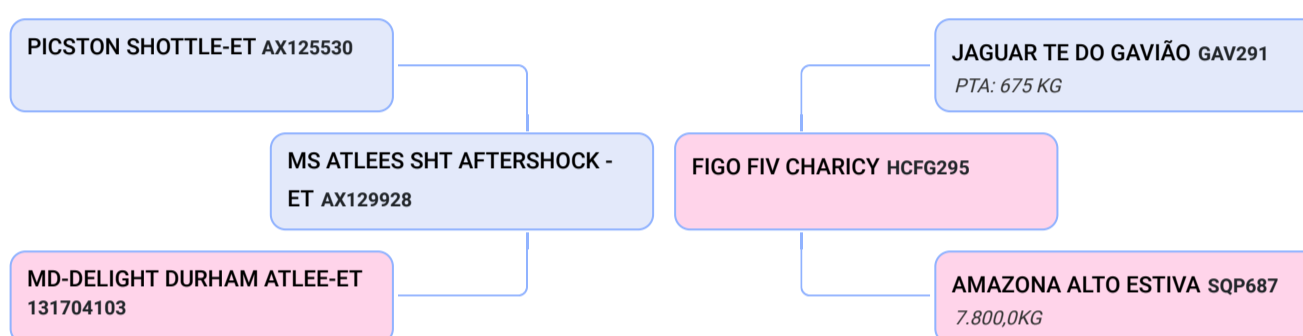 PICSTON SHOTTLE-ET AX125530
JAGUAR TE DO GAVIÃO GAV291
PTA: 675 KG
MS ATLEES SHT AFTERSHOCK -
ET AX129928
FIGO FIV CHARICY HCFG295
MD-DELIGHT DURHAM ATLEE-ET
131704103
AMAZONA ALTO ESTIVA SQP687
7.800,0KG